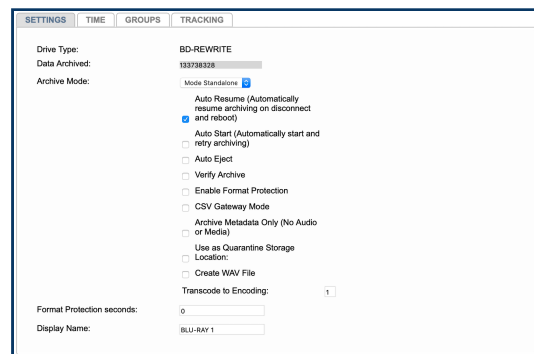 SETTINGS TIME GROUPS TRACKING
Drive Type: BD-REWRITE
Data Archived: 133738328
Archive Mode: Mode Standalone
Auto Resume (Automatically
resume archiving on disconnect
and reboot)
Auto Start (Automatically start and
retry archiving)
Auto Eject
Verify Archive
Enable Format Protection
CSV Gateway Mode
Archive Metadata Only (No Audio
or Media)
Use as Quarantine Storage
Location:
Create WAV File
Transcode to Encoding: 1
Format Protection seconds: 0
Display Name: BLU-RAY 1